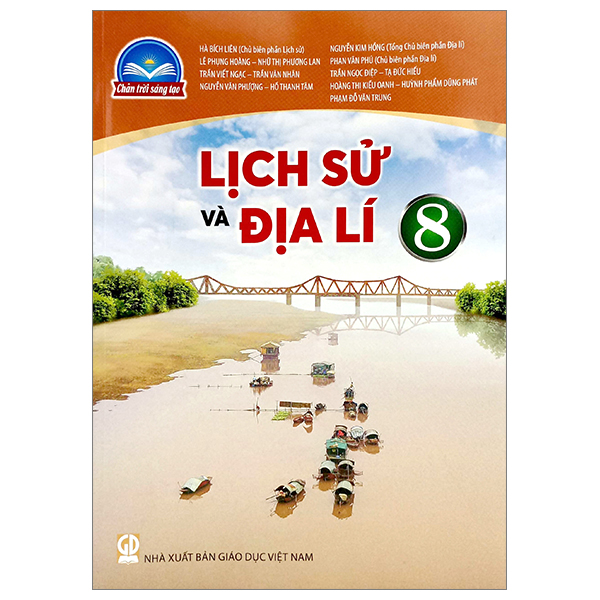 Chân trời sáng tạo
HÀ BÍCH LIÊN (Chủ biên phần Lịch sử)
LÊ PHỤNG HOÀNG – NHỮ THỊ PHƯƠNG LAN
TRẦN VIẾT NGẠC – TRẦN VĂN NHÂN
NGUYỄN VĂN PHƯỢNG – HỒ THANH TÂM
NGUYỄN KIM HỒNG (Tổng Chủ biên phần Địa lí)
PHAN VĂN PHÚ (Chủ biên phần Địa lí)
TRẦN NGỌC ĐIỆP – TẠ ĐỨC HIẾU
HOÀNG THỊ KIỀU OANH – HUỲNH PHẨM DŨNG PHÁT
PHẠM ĐỖ VĂN TRUNG
LỊCH SỬ
VÀ ĐỊA LÍ 8
GD
NHÀ XUẤT BẢN GIÁO DỤC VIỆT NAM